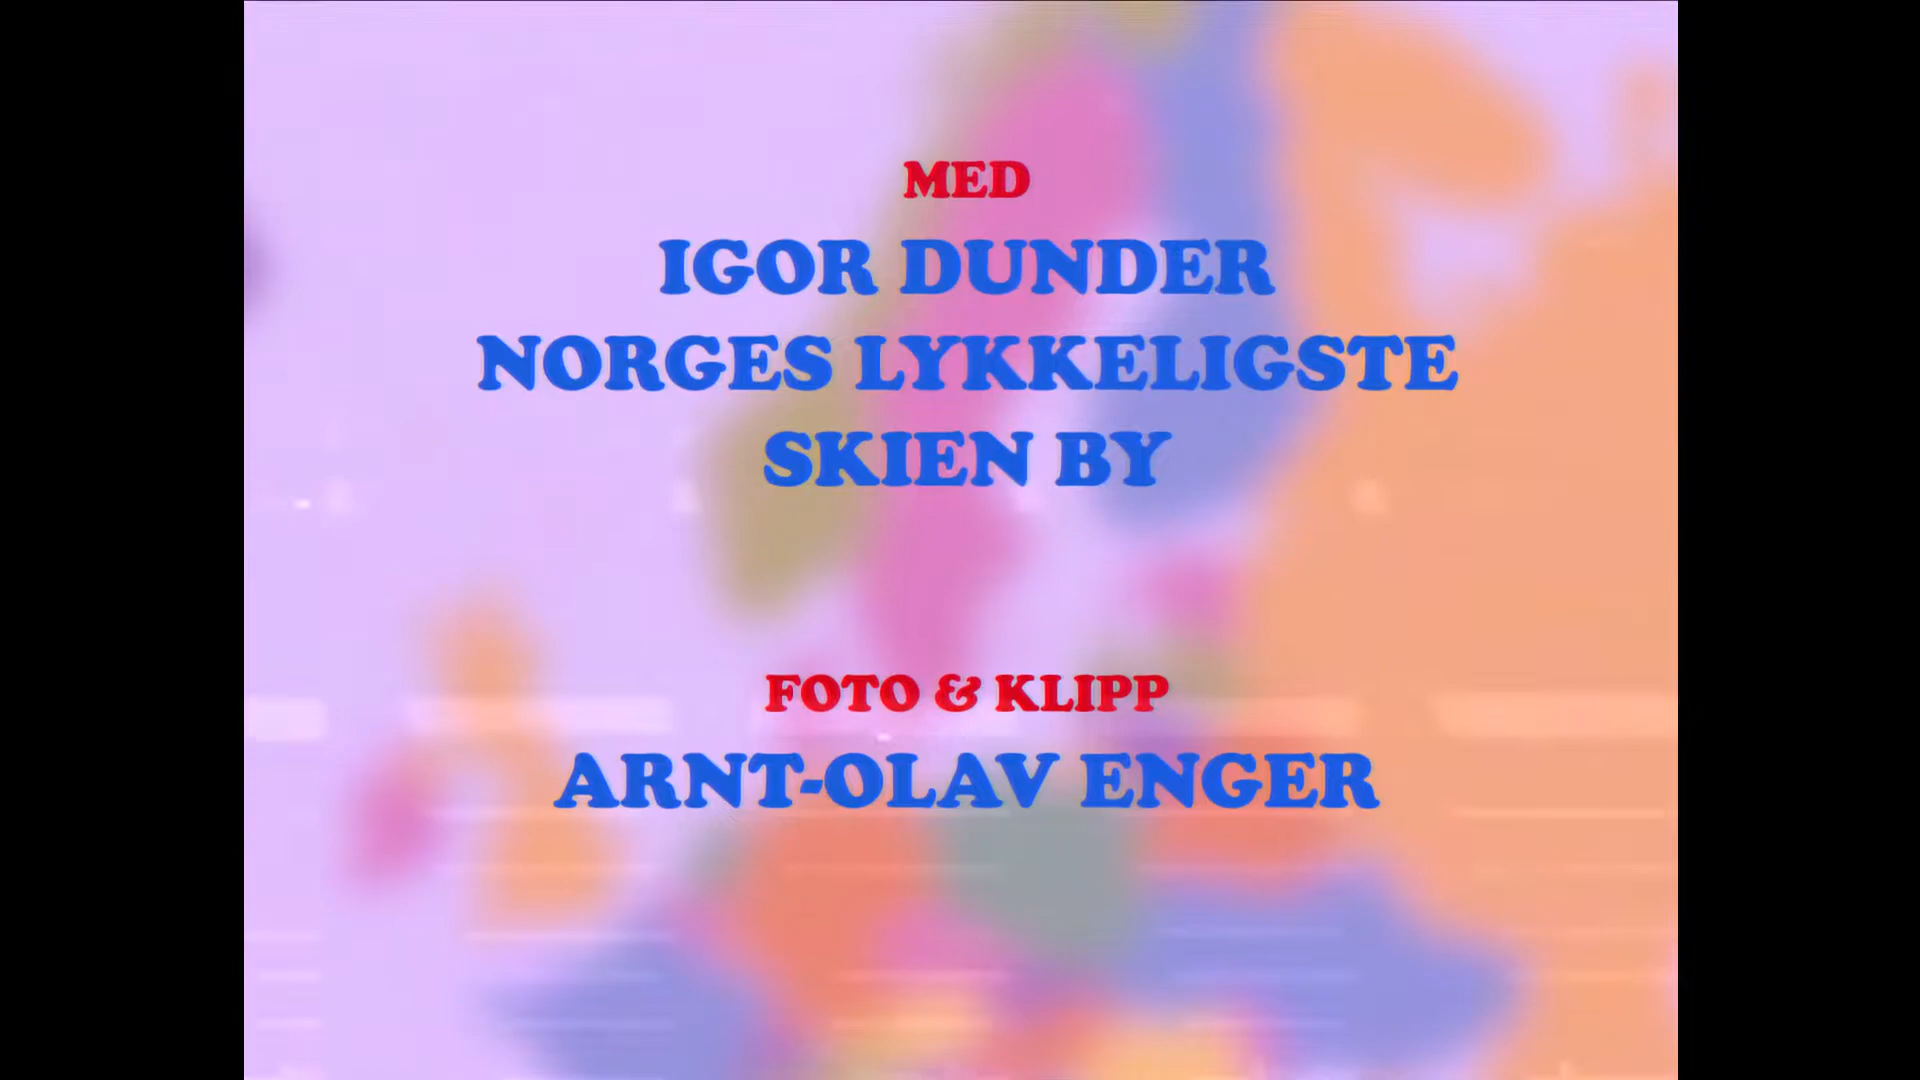 MED
IGOR DUNDER
NORGES LYKKELIGSTE
SKIEN BY
FOTO & KLIPP
ARNT-OLAV ENGER